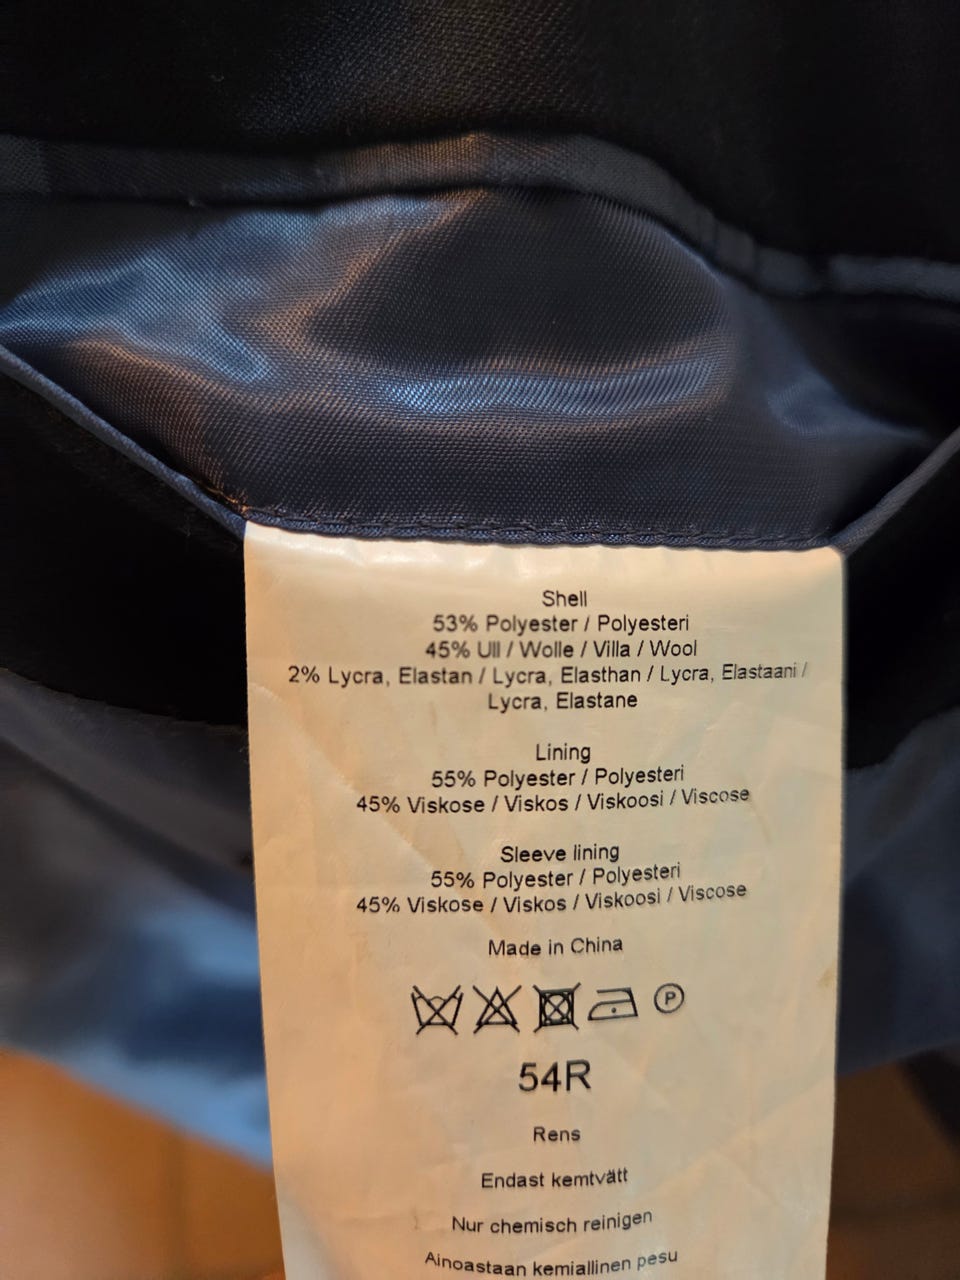 Shell
53% Polyester / Polyesteri
45% Ull / Wolle / Villa / Wool
2% Lycra, Elastan / Lycra, Elasthan / Lycra, Elastaani /
Lycra, Elastane
Lining
55% Polyester / Polyesteri
45% Viskose / Viskos / Viskoosi / Viscose
Sleeve lining
55% Polyester / Polyesteri
45% Viskose / Viskos / Viskoosi / Viscose
Made in China
P
54R
Rens
Endast kemtvätt
Nur chemisch reinigen
Ainoastaan kemiallinen pesu